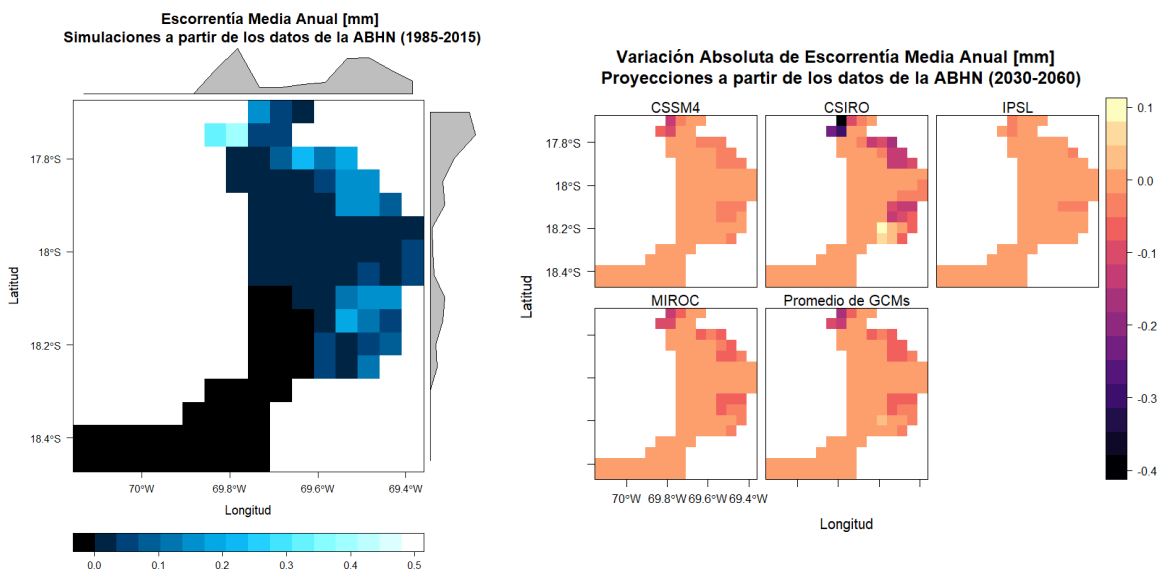 Escorrentía Media Anual [mm]
Simulaciones a partir de los datos de la ABHN (1985-2015)
17.8°S
18°S
18.2°S
18.4°S
Latitud
70°W 69.8°W 69.6°W 69.4°W
Longitud
0.0 0.1 0.2 0.3 0.4 0.5
Variación Absoluta de Escorrentía Media Anual [mm]
Proyecciones a partir de los datos de la ABHN (2030-2060)
CSSM4 CSIRO IPSL
17.8°S
18°S
18.2°S
18.4°S
Latitud
MIROC Promedio de GCMs
70°W 69.8°W 69.6°W 69.4°W
Longitud
0.1
0.0
-0.1
-0.2
-0.3
-0.4